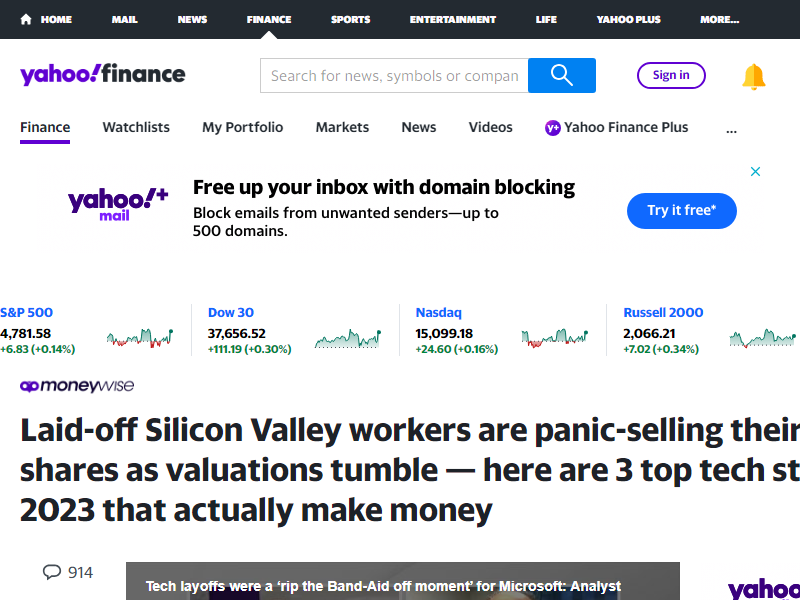 HOME MAIL NEWS FINANCE SPORTS ENTERTAINMENT LIFE YAHOO PLUS MORE...
yahoo!finance Search for news, symbols or compan Sign in
Finance Watchlists My Portfolio Markets News Videos y+ Yahoo Finance Plus ...
yahoo!+
mail
Free up your inbox with domain blocking
Block emails from unwanted senders—up to
500 domains.
Try it free*
S&P 500
4,781.58
+6.83 (+0.14%)
Dow 30
37,656.52
+111.19 (+0.30%)
Nasdaq
15,099.18
+24.60 (+0.16%)
Russell 2000
2,066.21
+7.02 (+0.34%)
moneywise
Laid-off Silicon Valley workers are panic-selling their
shares as valuations tumble — here are 3 top tech st
2023 that actually make money
914
Tech layoffs were a ‘rip the Band-Aid off moment’ for Microsoft: Analyst
yahoo